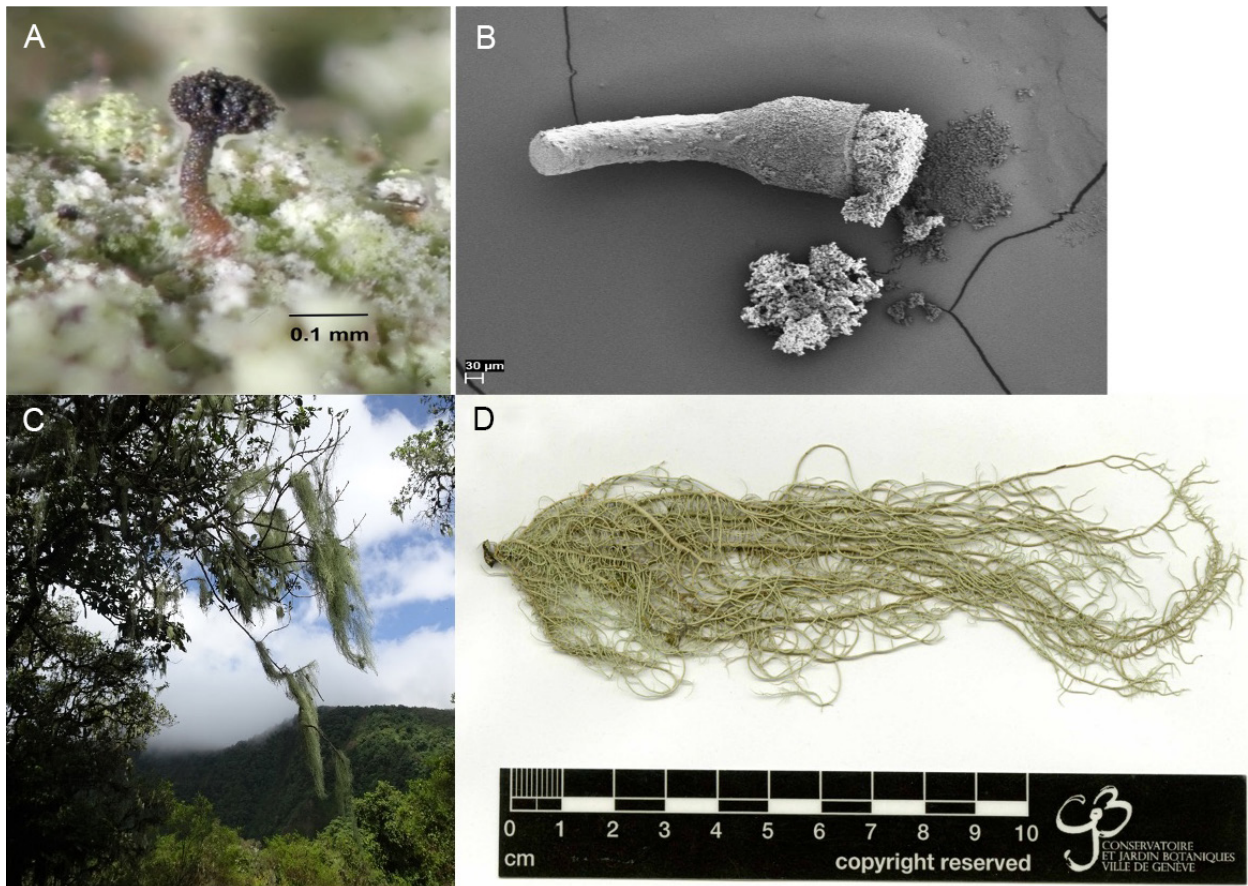 A
B
0.1 mm
30 µm
C
D
0 1 2 3 4 5 6 7 8 9 10
cm
copyright reserved
CJB
CONSERVATOIRE
ET JARDIN BOTANIQUES
VILLE DE GENÈVE